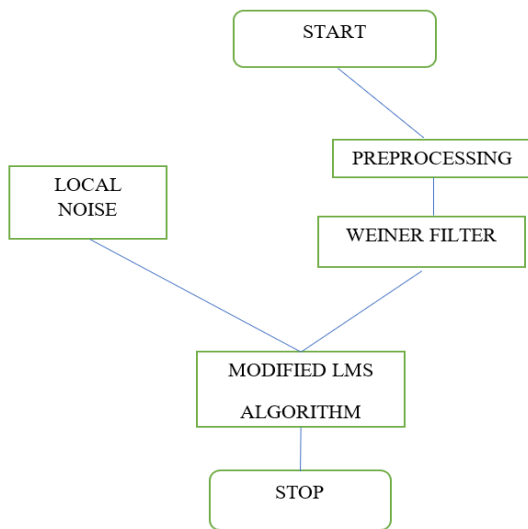 START
PREPROCESSING
LOCAL
NOISE
WEINER FILTER
MODIFIED LMS
ALGORITHM
STOP